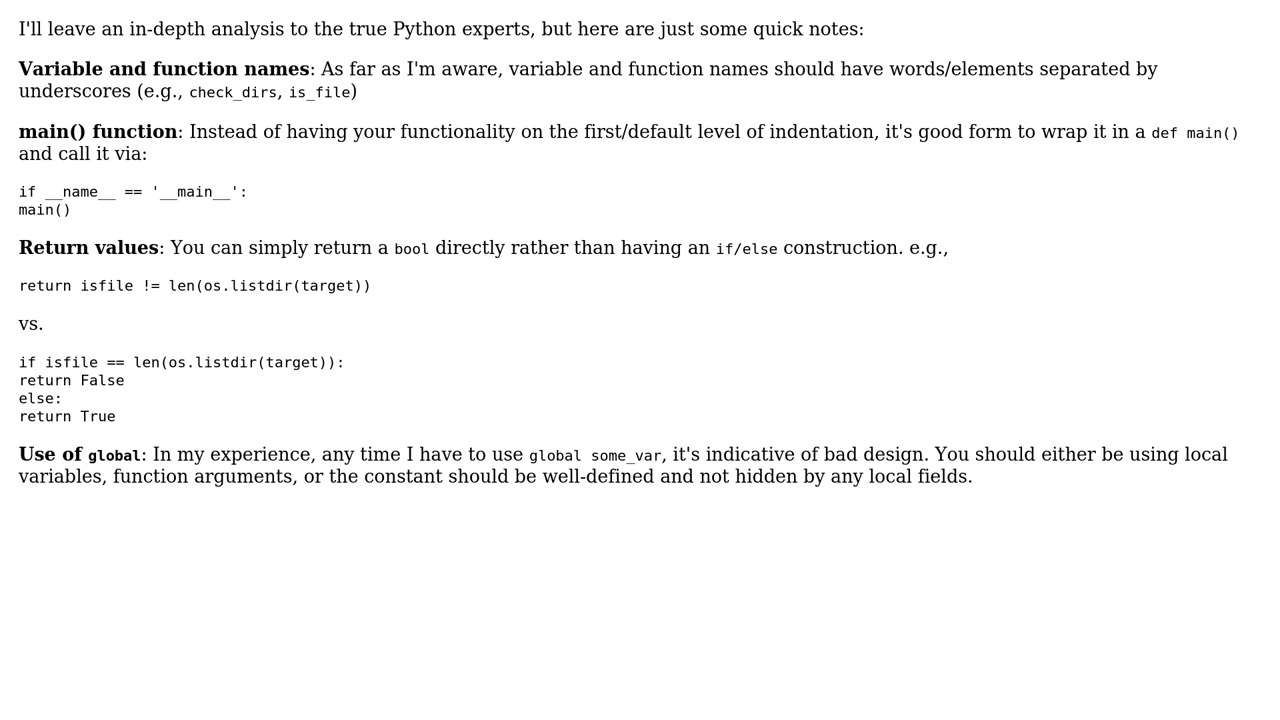 I'll leave an in-depth analysis to the true Python experts, but here are just some quick notes:
Variable and function names: As far as I'm aware, variable and function names should have words/elements separated by
underscores (e.g., check_dirs, is_file)
main() function: Instead of having your functionality on the first/default level of indentation, it's good form to wrap it in a def main()
and call it via:
if __name__ == '__main__':
main()
Return values: You can simply return a bool directly rather than having an if/else construction. e.g.,
return isfile != len(os.listdir(target))
vs.
if isfile == len(os.listdir(target)):
return False
else:
return True
Use of global: In my experience, any time I have to use global some_var, it's indicative of bad design. You should either be using local
variables, function arguments, or the constant should be well-defined and not hidden by any local fields.